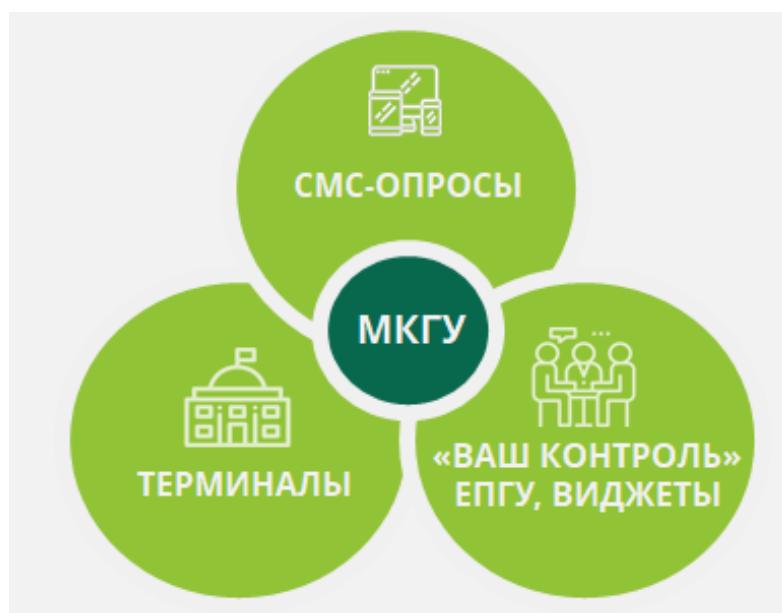 СМС-ОПРОСЫ
МКГУ
ТЕРМИНАЛЫ
«ВАШ КОНТРОЛЬ»
ЕПГУ, ВИДЖЕТЫ